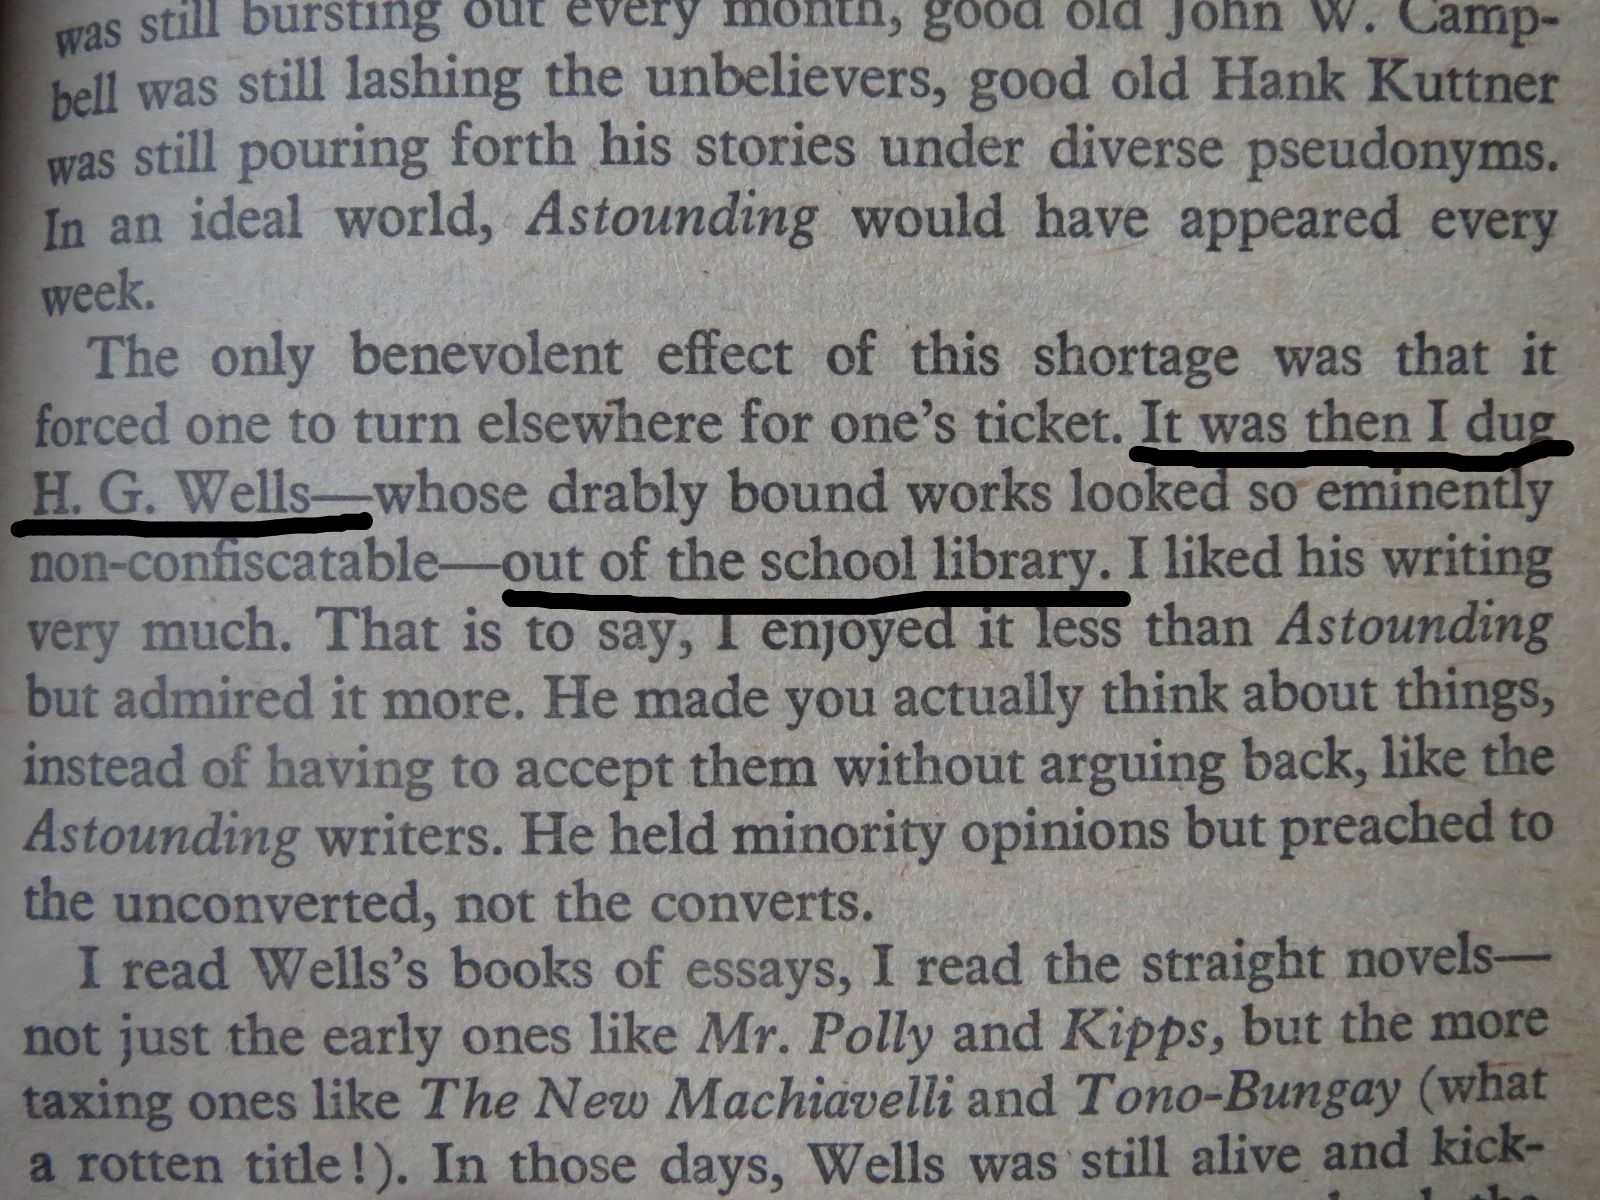 was still bursting out every month, good old John W. Camp-
bell was still lashing the unbelievers, good old Hank Kuttner
was still pouring forth his stories under diverse pseudonyms.
In an ideal world, Astounding would have appeared every
week.
The only benevolent effect of this shortage was that it
forced one to turn elsewhere for one's ticket. It was then I dug
H. G. Wells—whose drably bound works looked so eminently
non-confiscatable—out of the school library. I liked his writing
very much. That is to say, I enjoyed it less than Astounding
but admired it more. He made you actually think about things,
instead of having to accept them without arguing back, like the
Astounding writers. He held minority opinions but preached to
the unconverted, not the converts.
I read Wells's books of essays, I read the straight novels—
not just the early ones like Mr. Polly and Kipps, but the more
taxing ones like The New Machiavelli and Tono-Bungay (what
a rotten title!). In those days, Wells was still alive and kick-